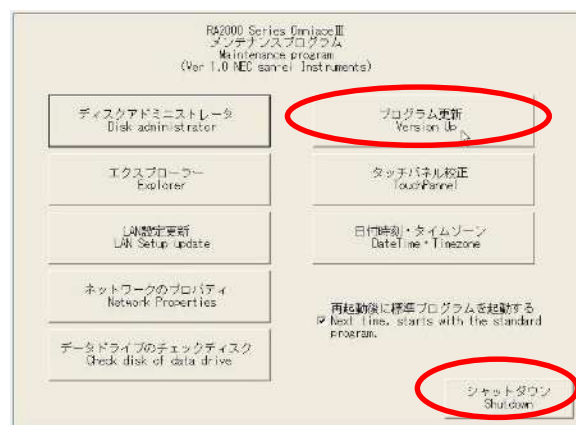 RA2000 Series OmniaceⅢ
メンテナンスプログラム
Maintenance program
(Ver 1.0 NEC san-ei Instruments)
ディスクアドミニストレータ
Disk administrator
プログラム更新
Version Up
エクスプローラー
Explorer
タッチパネル校正
TouchPannel
LAN設定更新
LAN Setup update
日付時刻・タイムゾーン
DateTime・Timezone
ネットワークのプロパティ
Network Properties
再起動後に標準プログラムを起動する
Next time, starts with the standard
program.
データドライブのチェックディスク
Check disk of data drive
シャットダウン
Shutdown